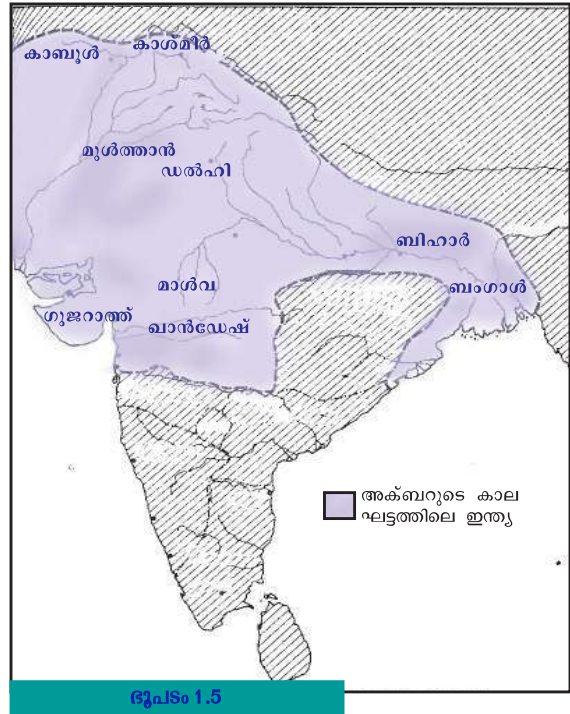 കാബൂൾ
കാശ്മീർ
മുൾത്താൻ
ഡൽഹി
ബിഹാർ
മാൾവ
ബംഗാൾ
ഗുജറാത്ത്
ഖാൻഡേഷ്
അക്ബറുടെ കാല
ഘട്ടത്തിലെ ഇന്ത്യ
ഭൂപടം 1.5